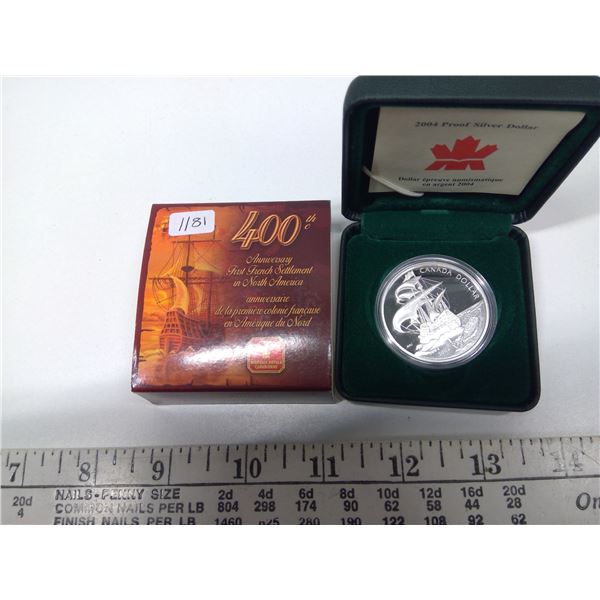 1181
400th
e
Anniversary
First French Settlement
in North America
anniversaire
de la première colonie française
en Amérique du Nord
2004 Proof Silver Dollar
Dollar épreuve numismatique
en argent 2004
CANADA DOLLAR
7 8 9 10 11 12 13
20d NAILS-PENNY SIZE 2d 4d 6d 8d 10d 12d 16d 20d
4 COMMON NAILS PER LB 804 298 174 90 62 58 44 28
FINISH NAILS PER LB 1460 280 190 122 108 92 62